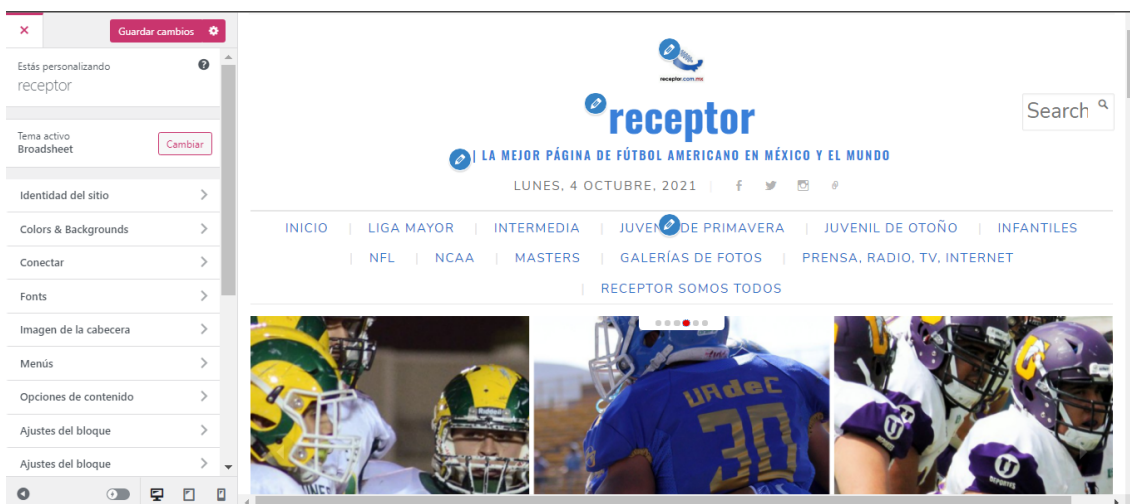 Guardar cambios
Estás personalizando
receptor
Tema activo
Broadsheet
Cambiar
Identidad del sitio
Colors & Backgrounds
Conectar
Fonts
Imagen de la cabecera
Menús
Opciones de contenido
Ajustes del bloque
Ajustes del bloque
receptor.com.mx
receptor
| LA MEJOR PÁGINA DE FÚTBOL AMERICANO EN MÉXICO Y EL MUNDO
Search
LUNES, 4 OCTUBRE, 2021
INICIO | LIGA MAYOR | INTERMEDIA | JUVEN DE PRIMAVERA | JUVENIL DE OTOÑO | INFANTILES
| NFL | NCAA | MASTERS | GALERÍAS DE FOTOS | PRENSA, RADIO, TV, INTERNET
| RECEPTOR SOMOS TODOS
Riddell
UAdeC
30
DEPORTES